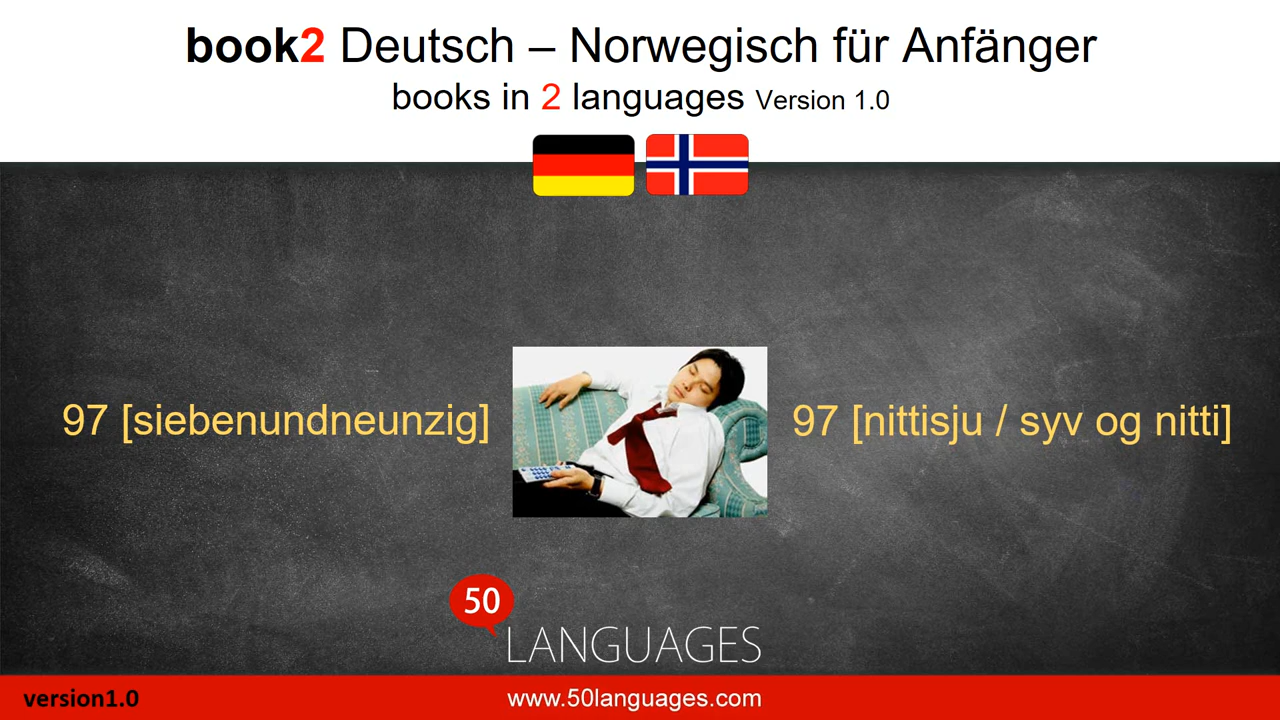 book2 Deutsch – Norwegisch für Anfänger
books in 2 languages Version 1.0
97 [siebenundneunzig]
97 [nittisju / syv og nitti]
50
LANGUAGES
version1.0
www.50languages.com